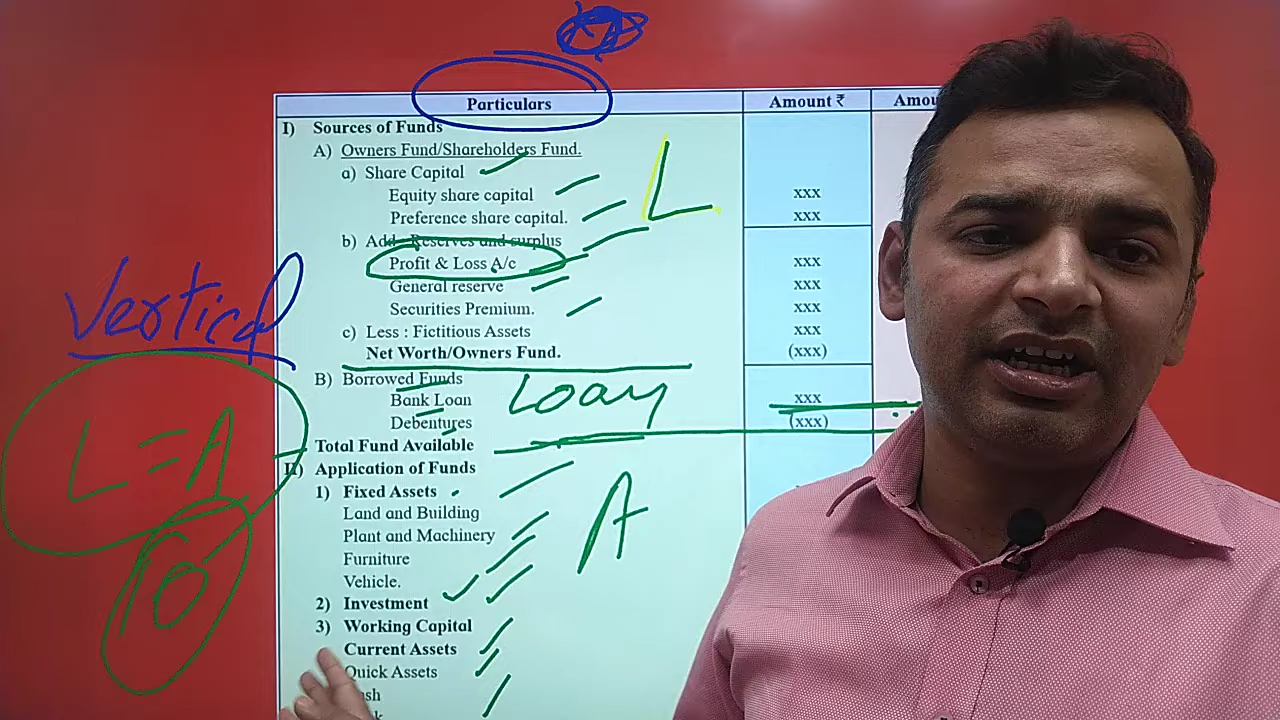 Particulars Amount ₹ Amou
I) Sources of Funds
A) Owners Fund/Shareholders Fund.
a) Share Capital
Equity share capital xxx
Preference share capital. xxx
L
b) Add : Reserves and surplus
Profit & Loss A/c xxx
General reserve xxx
Securities Premium. xxx
c) Less : Fictitious Assets xxx
Net Worth/Owners Fund. (xxx)
Vertical
B) Borrowed Funds
Bank Loan xxx
Loan
Debentures (xxx)
Total Fund Available
L = A
II) Application of Funds
1) Fixed Assets
Land and Building
Plant and Machinery
A
Furniture
Vehicle.
2) Investment
3) Working Capital
Current Assets
Quick Assets